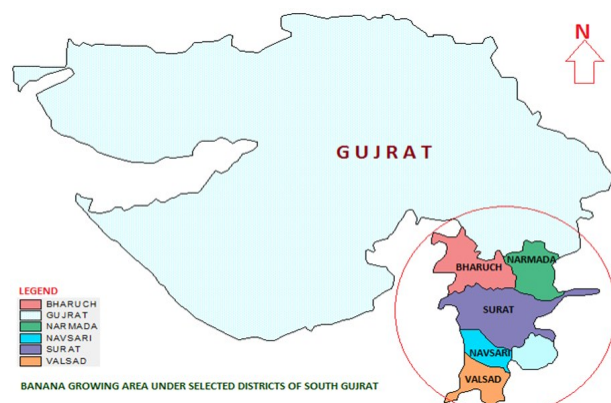 N
GUJRAT
NARMADA
BHARUCH
SURAT
NAVSARI
VALSAD
LEGEND
BHARUCH
GUJRAT
NARMADA
NAVSARI
SURAT
VALSAD
BANANA GROWING AREA UNDER SELECTED DISTRICTS OF SOUTH GUJRAT